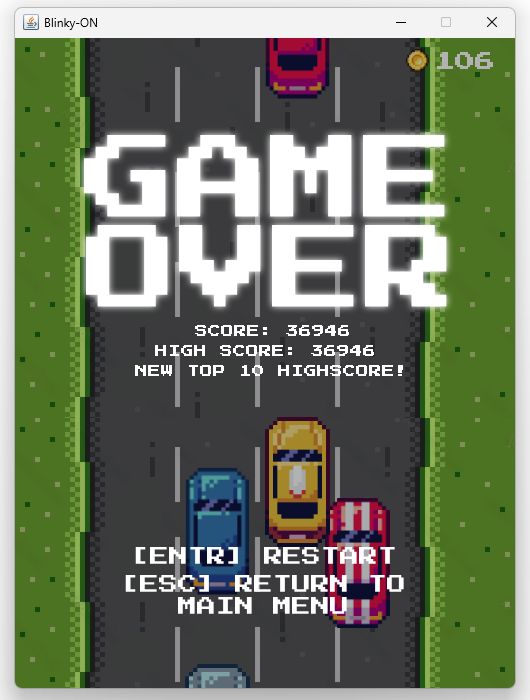 Blinky-ON
106
GAME
OVER
SCORE: 36946
HIGH SCORE: 36946
NEW TOP 10 HIGHSCORE!
[ENTR] RESTART
[ESC] RETURN TO
MAIN MENU